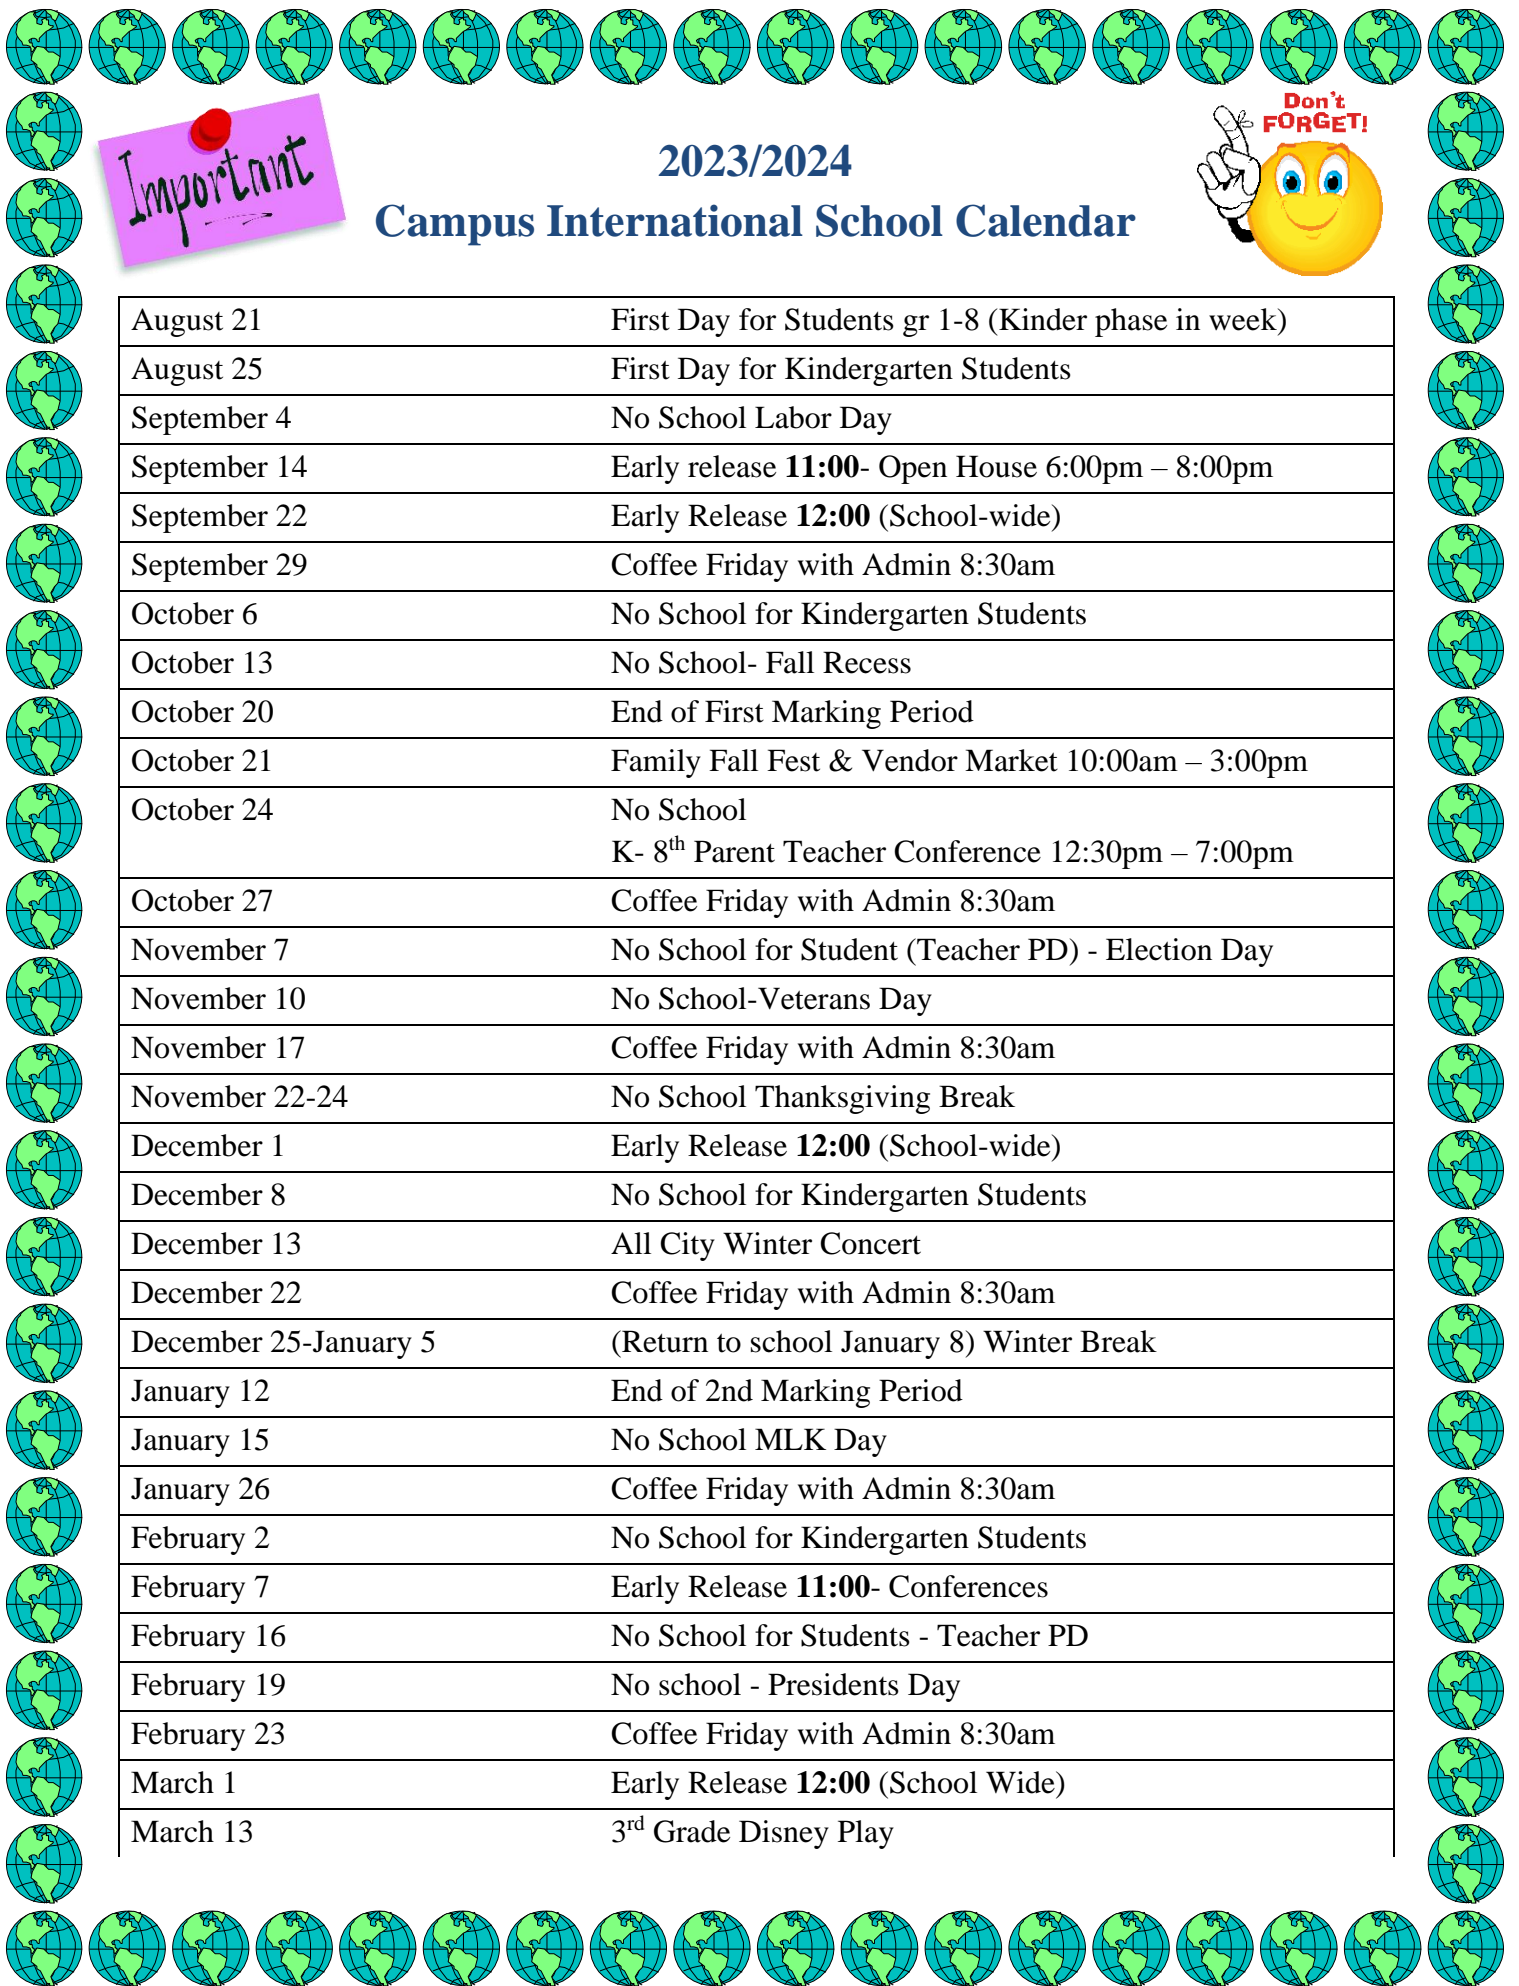 Important
Don't
FORGET!
2023/2024
Campus International School Calendar
August 21 First Day for Students gr 1-8 (Kinder phase in week)
August 25 First Day for Kindergarten Students
September 4 No School Labor Day
September 14 Early release 11:00- Open House 6:00pm – 8:00pm
September 22 Early Release 12:00 (School-wide)
September 29 Coffee Friday with Admin 8:30am
October 6 No School for Kindergarten Students
October 13 No School- Fall Recess
October 20 End of First Marking Period
October 21 Family Fall Fest & Vendor Market 10:00am – 3:00pm
October 24 No School
K- 8th Parent Teacher Conference 12:30pm – 7:00pm
October 27 Coffee Friday with Admin 8:30am
November 7 No School for Student (Teacher PD) - Election Day
November 10 No School-Veterans Day
November 17 Coffee Friday with Admin 8:30am
November 22-24 No School Thanksgiving Break
December 1 Early Release 12:00 (School-wide)
December 8 No School for Kindergarten Students
December 13 All City Winter Concert
December 22 Coffee Friday with Admin 8:30am
December 25-January 5 (Return to school January 8) Winter Break
January 12 End of 2nd Marking Period
January 15 No School MLK Day
January 26 Coffee Friday with Admin 8:30am
February 2 No School for Kindergarten Students
February 7 Early Release 11:00- Conferences
February 16 No School for Students - Teacher PD
February 19 No school - Presidents Day
February 23 Coffee Friday with Admin 8:30am
March 1 Early Release 12:00 (School Wide)
March 13 3rd Grade Disney Play